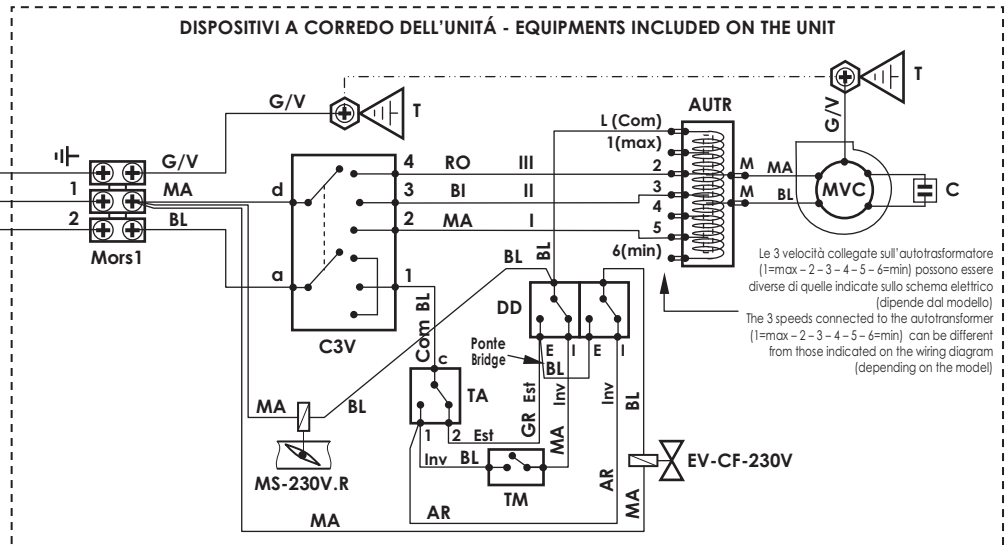 DISPOSITIVI A CORREDO DELL'UNITÁ - EQUIPMENTS INCLUDED ON THE UNIT
T
T
G/V
G/V
G/V
AUTR
L (Com)
1(max)
2
3
4
5
6(min)
M
M
MA
BL
MVC
C
1
2
MA
BL
Mors1
d
a
4 RO III
3 BI II
2 MA I
1
C3V
Com BL
BL
BL
DD
E
I
E
I
Ponte
Bridge
BL
Le 3 velocità collegate sull'autotrasformatore
(1=max – 2 – 3 – 4 – 5 – 6=min) possono essere
diverse di quelle indicate sullo schema elettrico
(dipende dal modello)
The 3 speeds connected to the autotransformer
(1=max – 2 – 3 – 4 – 5 – 6=min) can be different
from those indicated on the wiring diagram
(depending on the model)
c
TA
1
2
Est
Inv
BL
GR Est
MA
Inv
Inv
BL
AR
MA
MA
BL
MS-230V.R
TM
EV-CF-230V
AR
MA